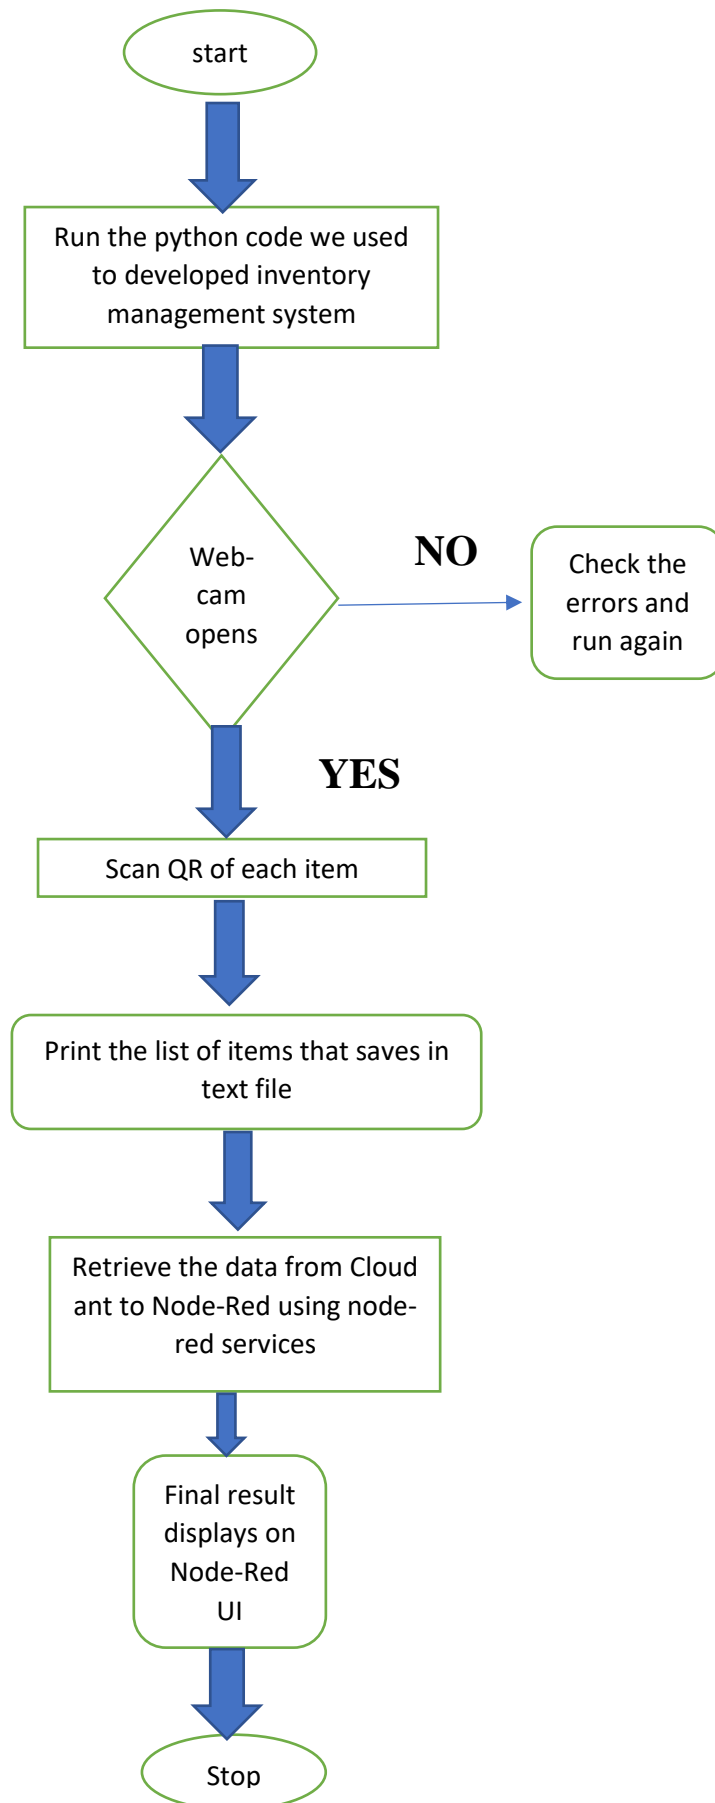 start
Run the python code we used
to developed inventory
management system
Web-
cam
opens
NO
Check the
errors and
run again
YES
Scan QR of each item
Print the list of items that saves in
text file
Retrieve the data from Cloud
ant to Node-Red using node-
red services
Final result
displays on
Node-Red
UI
Stop